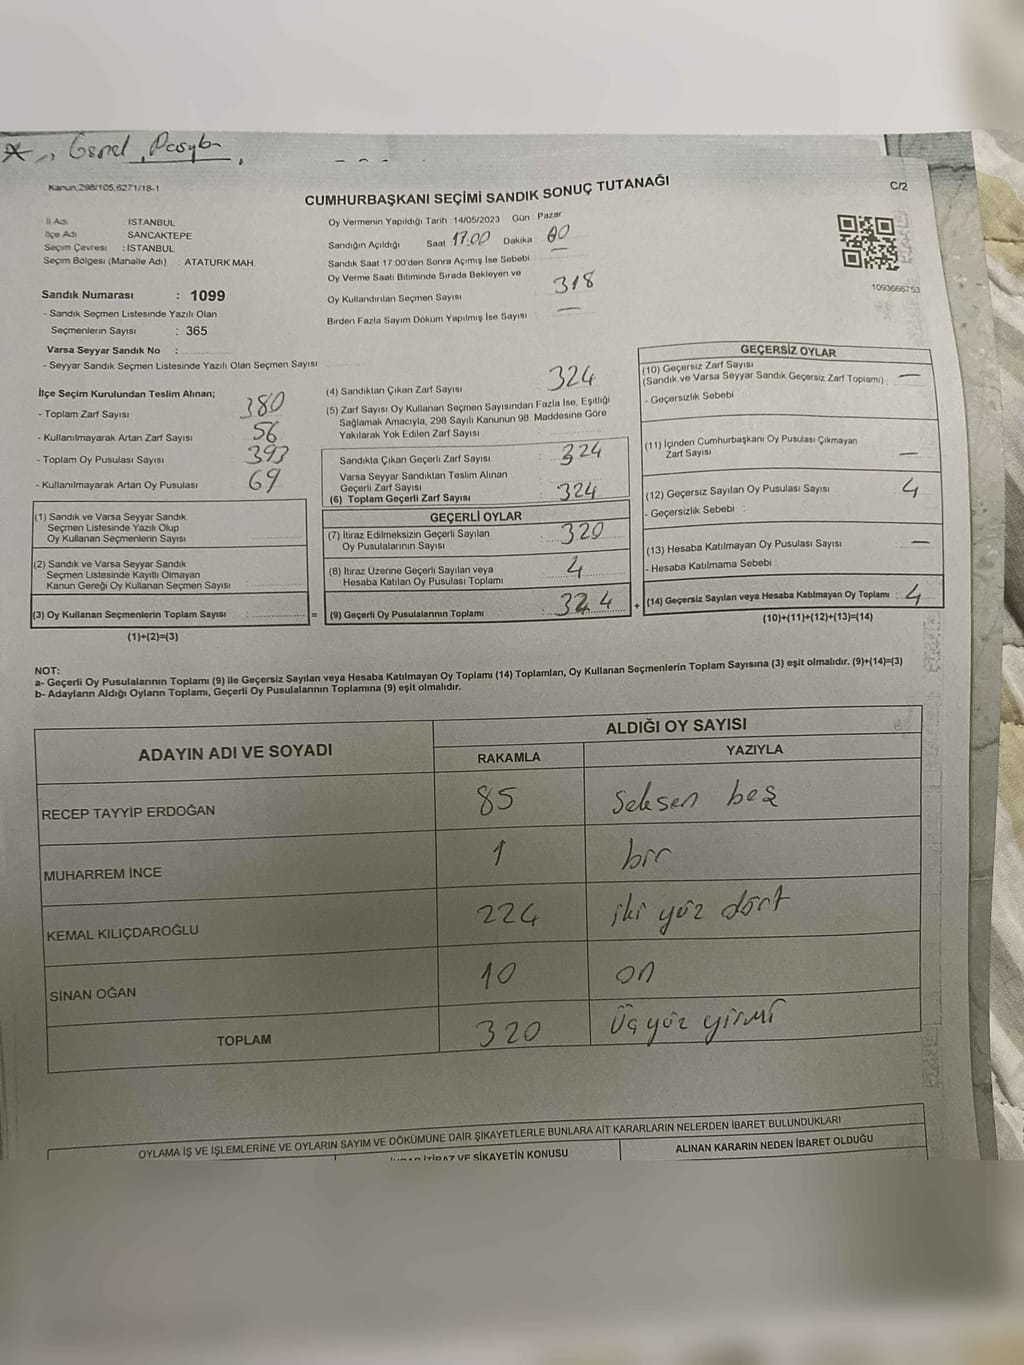 Genel
Kanun.298/105,6271/18-1
C/2
CUMHURBAŞKANI SEÇİMİ SANDIK SONUÇ TUTANAĞI
İl Adı İSTANBUL
İlçe Adı SANCAKTEPE
Seçim Çevresi : İSTANBUL
Seçim Bölgesi (Mahalle Adı) : ATATÜRK MAH.
Oy Vermenin Yapıldığı Tarih : 14/05/2023 Gün : Pazar
Sandığın Açıldığı Saat 17.00 Dakika 00
Sandık Saat 17:00'den Sonra Açımış İse Sebebi
Oy Verme Saati Bitiminde Sırada Bekleyen ve
Oy Kullandırılan Seçmen Sayısı 318
Birden Fazla Sayım Döküm Yapılmış İse Sayısı : —
1093666753
Sandık Numarası : 1099
- Sandık Seçmen Listesinde Yazılı Olan
Seçmenlerin Sayısı : 365
Varsa Seyyar Sandık No :
- Seyyar Sandık Seçmen Listesinde Yazılı Olan Seçmen Sayısı:
İlçe Seçim Kurulundan Teslim Alınan;
- Toplam Zarf Sayısı 380
- Kullanılmayarak Artan Zarf Sayısı 56
- Toplam Oy Pusulası Sayısı 393
- Kullanılmayarak Artan Oy Pusulası 69
(4) Sandıktan Çıkan Zarf Sayısı 324
(5) Zarf Sayısı Oy Kullanan Seçmen Sayısından Fazla İse, Eşitliği
Sağlamak Amacıyla, 298 Sayılı Kanunun 98. Maddesine Göre
Yakılarak Yok Edilen Zarf Sayısı
Sandıkta Çıkan Geçerli Zarf Sayısı 324
Varsa Seyyar Sandıktan Teslim Alınan
Geçerli Zarf Sayısı
(6) Toplam Geçerli Zarf Sayısı 324
GEÇERLİ OYLAR
(7) İtiraz Edilmeksizin Geçerli Sayılan
Oy Pusulalarının Sayısı 320
(8) İtiraz Üzerine Geçerli Sayılan veya
Hesaba Katılan Oy Pusulası Toplamı 4
(9) Geçerli Oy Pusulalarının Toplamı 324
GEÇERSİZ OYLAR
(10) Geçersiz Zarf Sayısı
(Sandık ve Varsa Seyyar Sandık Geçersiz Zarf Toplamı) : —
- Geçersizlik Sebebi
(11) İçinden Cumhurbaşkanı Oy Pusulası Çıkmayan
Zarf Sayısı —
(12) Geçersiz Sayılan Oy Pusulası Sayısı 4
- Geçersizlik Sebebi :
(13) Hesaba Katılmayan Oy Pusulası Sayısı —
- Hesaba Katılmama Sebebi
(14) Geçersiz Sayılan veya Hesaba Katılmayan Oy Toplamı : 4
(10)+(11)+(12)+(13)=(14)
(1) Sandık ve Varsa Seyyar Sandık
Seçmen Listesinde Yazılı Olup
Oy Kullanan Seçmenlerin Sayısı
(2) Sandık ve Varsa Seyyar Sandık
Seçmen Listesinde Kayıtlı Olmayan
Kanun Gereği Oy Kullanan Seçmen Sayısı
(3) Oy Kullanan Seçmenlerin Toplam Sayısı = +
(1)+(2)=(3)
NOT:
a- Geçerli Oy Pusulalarının Toplamı (9) ile Geçersiz Sayılan veya Hesaba Katılmayan Oy Toplamı (14) Toplamları, Oy Kullanan Seçmenlerin Toplam Sayısına (3) eşit olmalıdır. (9)+(14)=(3)
b- Adayların Aldığı Oyların Toplamı, Geçerli Oy Pusulalarının Toplamına (9) eşit olmalıdır.
ADAYIN ADI VE SOYADI ALDIĞI OY SAYISI
RAKAMLA YAZIYLA
RECEP TAYYİP ERDOĞAN 85 Seksen beş
MUHARREM İNCE 1 bir
KEMAL KILIÇDAROĞLU 224 iki yüz dört
SİNAN OĞAN 10 on
TOPLAM 320 Üç yüz yirmi
OYLAMA İŞ VE İŞLEMLERİNE VE OYLARIN SAYIM VE DÖKÜMÜNE DAİR ŞİKAYETLERLE BUNLARA AİT KARARLARIN NELERDEN İBARET BULUNDUKLARI
İTİRAZ VE ŞİKAYETİN KONUSU ALINAN KARARIN NEDEN İBARET OLDUĞU